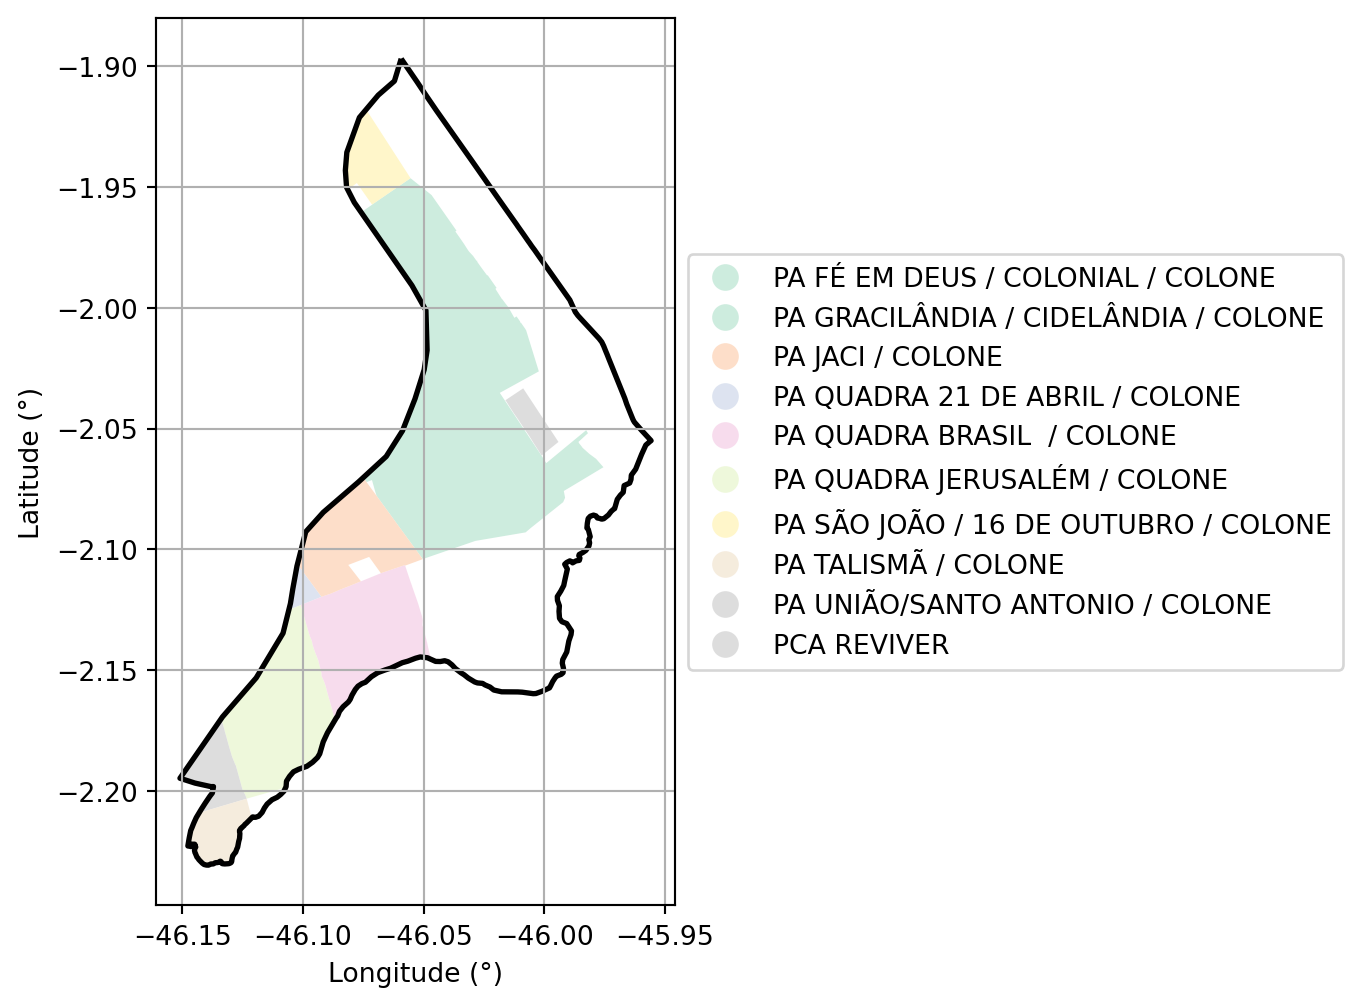 −1.90
−1.95
−2.00
−2.05
−2.10
−2.15
−2.20
Latitude (°)
−46.15 −46.10 −46.05 −46.00 −45.95
Longitude (°)
PA FÉ EM DEUS / COLONIAL / COLONE
PA GRACILÂNDIA / CIDELÂNDIA / COLONE
PA JACI / COLONE
PA QUADRA 21 DE ABRIL / COLONE
PA QUADRA BRASIL  / COLONE
PA QUADRA JERUSALÉM / COLONE
PA SÃO JOÃO / 16 DE OUTUBRO / COLONE
PA TALISMÃ / COLONE
PA UNIÃO/SANTO ANTONIO / COLONE
PCA REVIVER